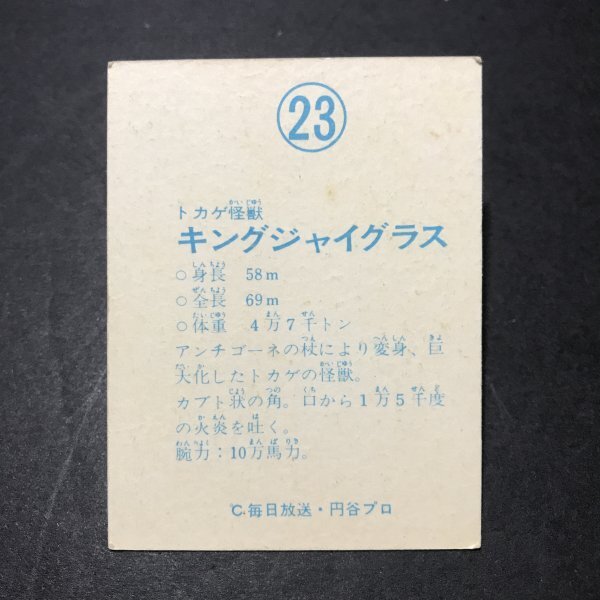 23
トカゲ怪獣
キングジャイグラス
○身長 58m
○全長 69m
○体重 4万7千トン
アンチゴーネの杖により変身、巨
大化したトカゲの怪獣。
カブト状の角。口から1万5千度
の火炎を吐く。
腕力：10万馬力。
©毎日放送・円谷プロ